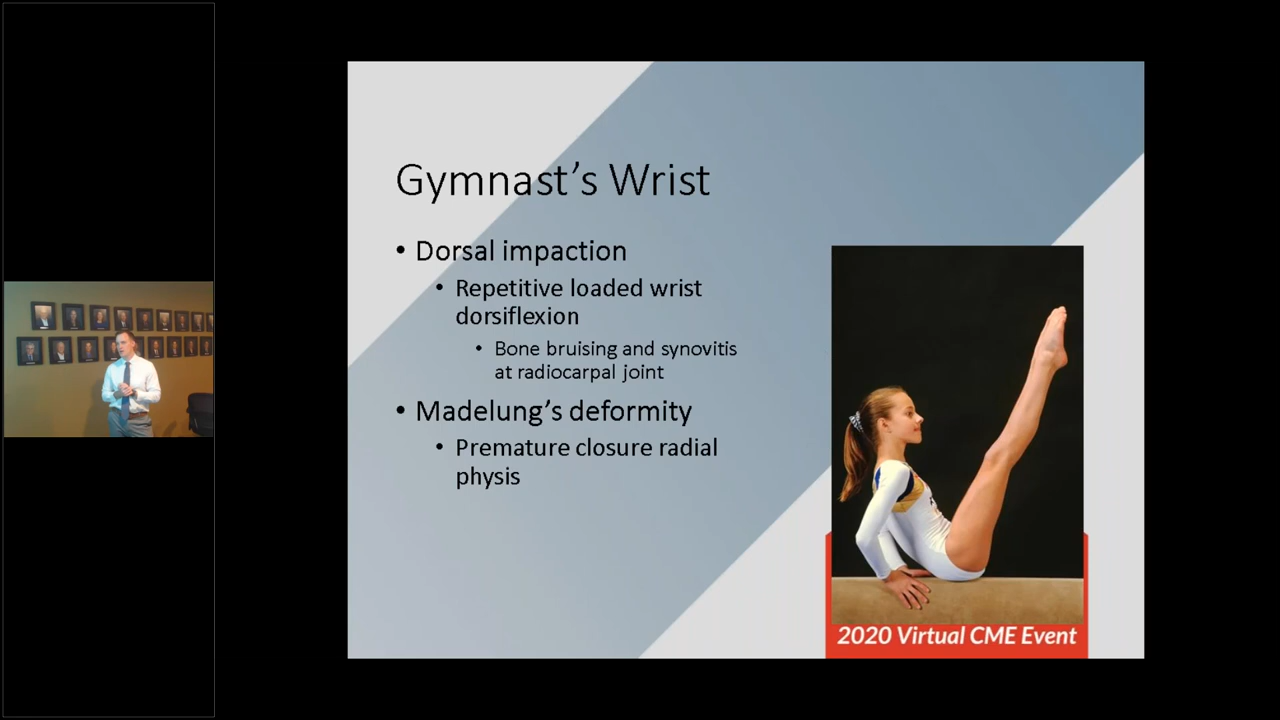 Gymnast’s Wrist
• Dorsal impaction
• Repetitive loaded wrist
dorsiflexion
• Bone bruising and synovitis
at radiocarpal joint
• Madelung’s deformity
• Premature closure radial
physis
2020 Virtual CME Event